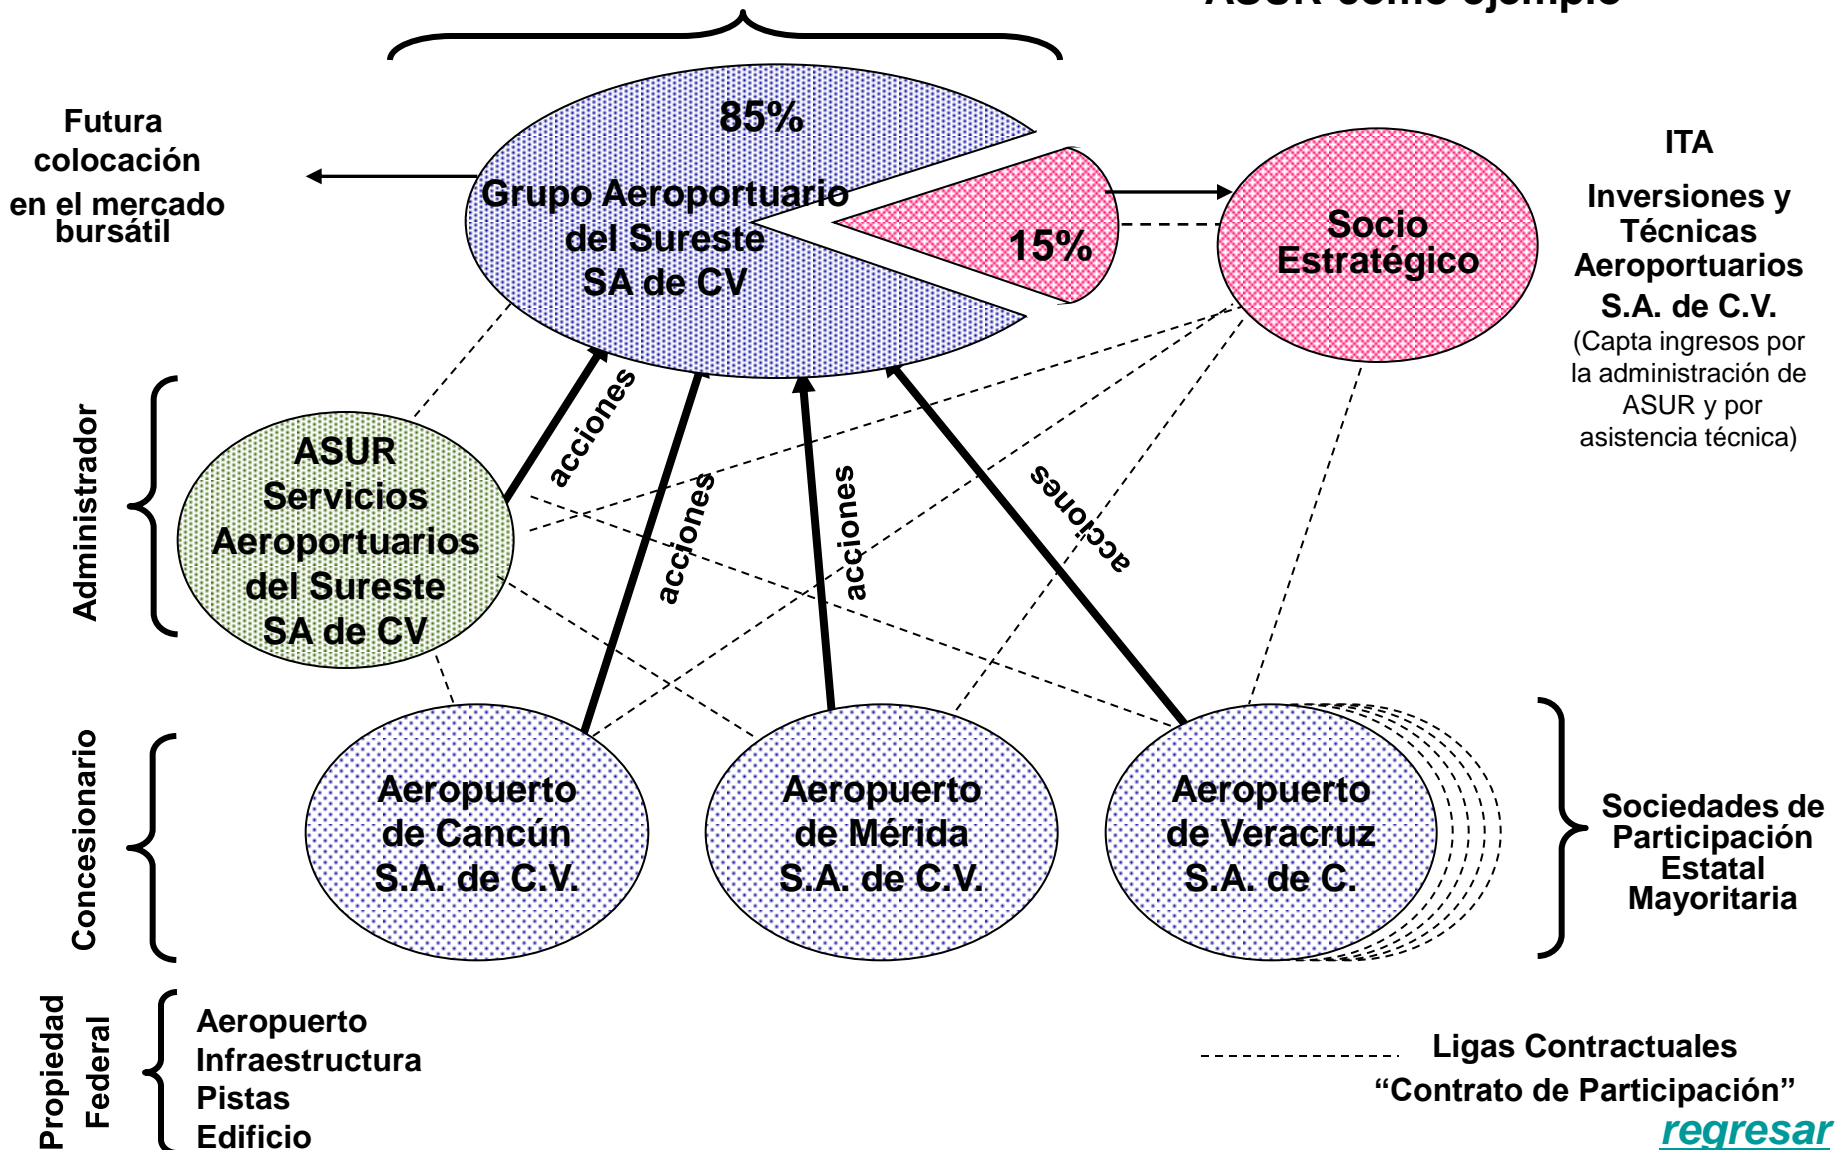 ASUR como ejemplo
85%
Futura
colocación
en el mercado
bursátil
Grupo Aeroportuario
del Sureste
SA de CV
15%
Socio
Estratégico
ITA
Inversiones y
Técnicas
Aeroportuarios
S.A. de C.V.
(Capta ingresos por
la administración de
ASUR y por
asistencia técnica)
Administrador
ASUR
Servicios
Aeroportuarios
del Sureste
SA de CV
acciones
acciones
acciones
acciones
Concesionario
Aeropuerto
de Cancún
S.A. de C.V.
Aeropuerto
de Mérida
S.A. de C.V.
Aeropuerto
de Veracruz
S.A. de C.
Sociedades de
Participación
Estatal
Mayoritaria
Propiedad
Federal
Aeropuerto
Infraestructura
Pistas
Edificio
Ligas Contractuales
“Contrato de Participación”
regresar